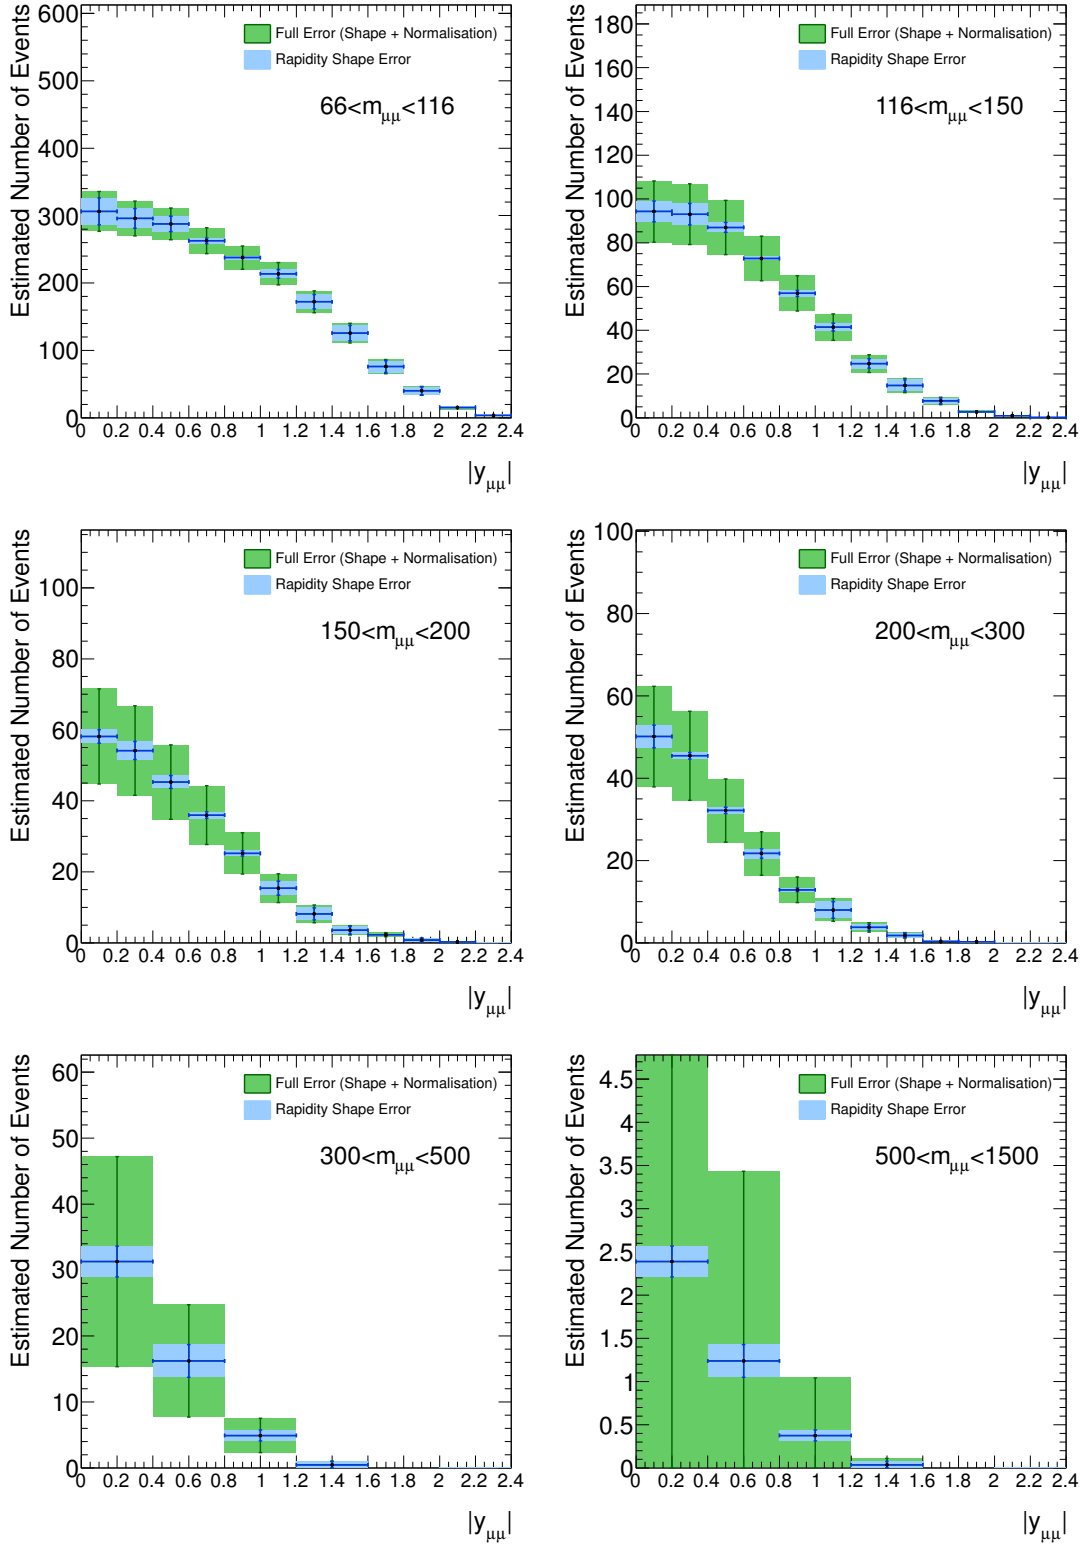 Estimated Number of Events
600
500
400
300
200
100
0
Full Error (Shape + Normalisation)
Rapidity Shape Error
66<m_μμ<116
0 0.2 0.4 0.6 0.8 1 1.2 1.4 1.6 1.8 2 2.2 2.4
|y_μμ|
Estimated Number of Events
180
160
140
120
100
80
60
40
20
0
Full Error (Shape + Normalisation)
Rapidity Shape Error
116<m_μμ<150
0 0.2 0.4 0.6 0.8 1 1.2 1.4 1.6 1.8 2 2.2 2.4
|y_μμ|
Estimated Number of Events
100
80
60
40
20
0
Full Error (Shape + Normalisation)
Rapidity Shape Error
150<m_μμ<200
0 0.2 0.4 0.6 0.8 1 1.2 1.4 1.6 1.8 2 2.2 2.4
|y_μμ|
Estimated Number of Events
100
80
60
40
20
0
Full Error (Shape + Normalisation)
Rapidity Shape Error
200<m_μμ<300
0 0.2 0.4 0.6 0.8 1 1.2 1.4 1.6 1.8 2 2.2 2.4
|y_μμ|
Estimated Number of Events
60
50
40
30
20
10
0
Full Error (Shape + Normalisation)
Rapidity Shape Error
300<m_μμ<500
0 0.2 0.4 0.6 0.8 1 1.2 1.4 1.6 1.8 2 2.2 2.4
|y_μμ|
Estimated Number of Events
4.5
4
3.5
3
2.5
2
1.5
1
0.5
0
Full Error (Shape + Normalisation)
Rapidity Shape Error
500<m_μμ<1500
0 0.2 0.4 0.6 0.8 1 1.2 1.4 1.6 1.8 2 2.2 2.4
|y_μμ|